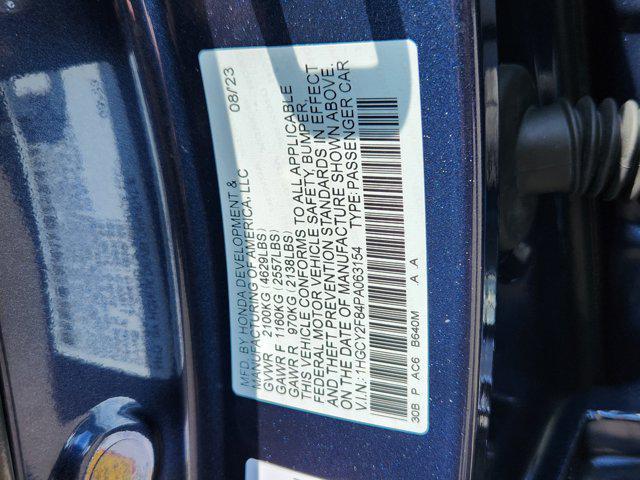 MFD. BY HONDA DEVELOPMENT &
MANUFACTURING OF AMERICA, LLC 08/23
GVWR 2100KG (4629LBS)
GAWR F 1160KG (2557LBS)
GAWR R 970KG (2138LBS)
THIS VEHICLE CONFORMS TO ALL APPLICABLE
FEDERAL MOTOR VEHICLE SAFETY, BUMPER,
AND THEFT PREVENTION STANDARDS IN EFFECT
ON THE DATE OF MANUFACTURE SHOWN ABOVE.
V.I.N.: 1HGCY2F84PA063154 TYPE: PASSENGER CAR
30B P AC6 B640M A A